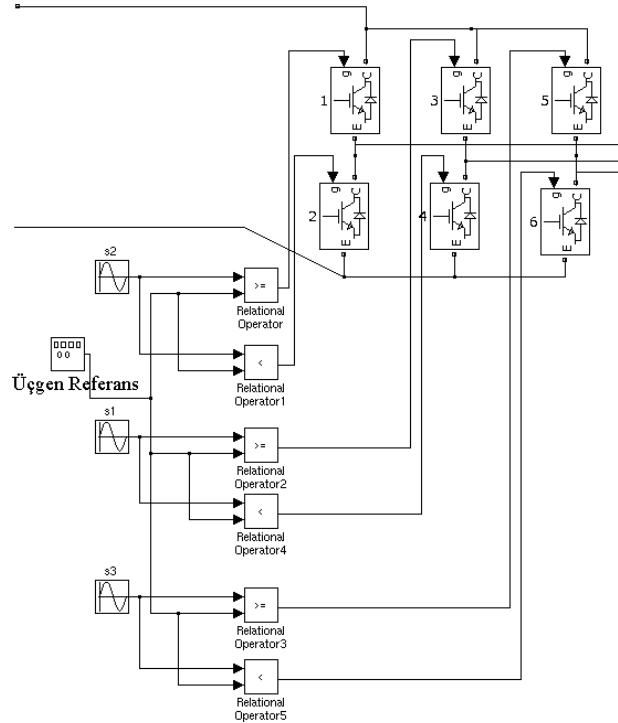 g
C
1
E
g
C
3
E
g
C
5
E
g
C
2
E
g
C
4
E
g
C
6
E
s2
>=
Relational
Operator
<
Relational
Operator1
Üçgen Referans
s1
>=
Relational
Operator2
<
Relational
Operator4
s3
>=
Relational
Operator3
<
Relational
Operator5